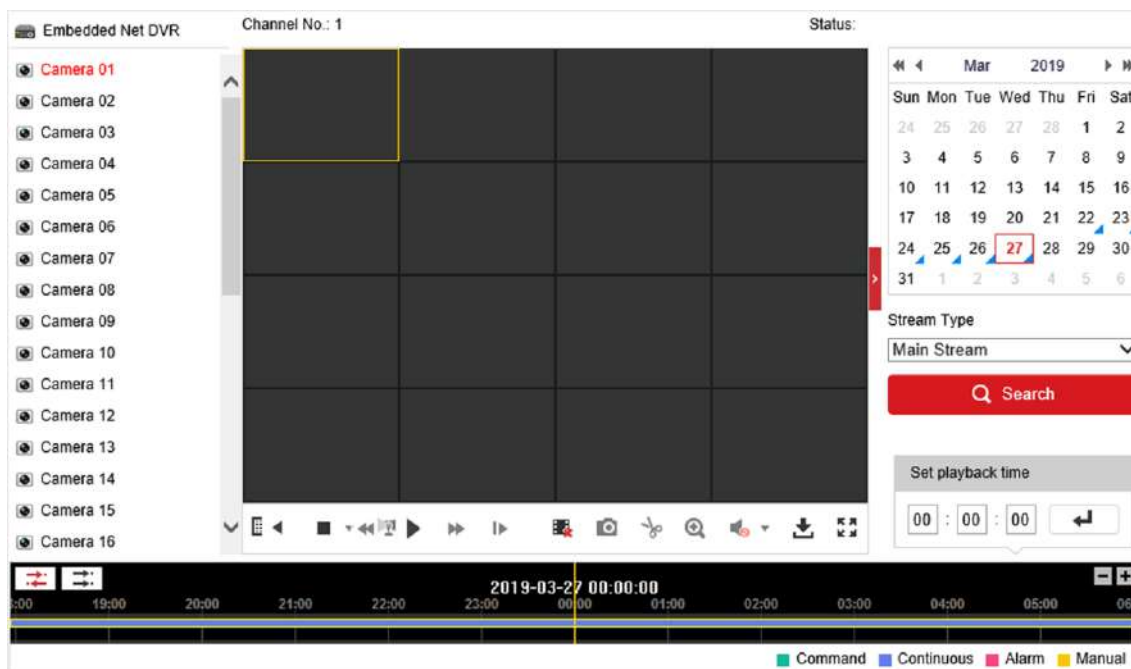 Embedded Net DVR
Channel No.: 1
Status:
Camera 01
Camera 02
Camera 03
Camera 04
Camera 05
Camera 06
Camera 07
Camera 08
Camera 09
Camera 10
Camera 11
Camera 12
Camera 13
Camera 14
Camera 15
Camera 16
Mar 2019
Sun Mon Tue Wed Thu Fri Sat
24 25 26 27 28 1 2
3 4 5 6 7 8 9
10 11 12 13 14 15 16
17 18 19 20 21 22 23
24 25 26 27 28 29 30
31 1 2 3 4 5 6
Stream Type
Main Stream
Search
Set playback time
00 : 00 : 00
2019-03-27 00:00:00
:00 19:00 20:00 21:00 22:00 23:00 00:00 01:00 02:00 03:00 04:00 05:00 06
Command Continuous Alarm Manual